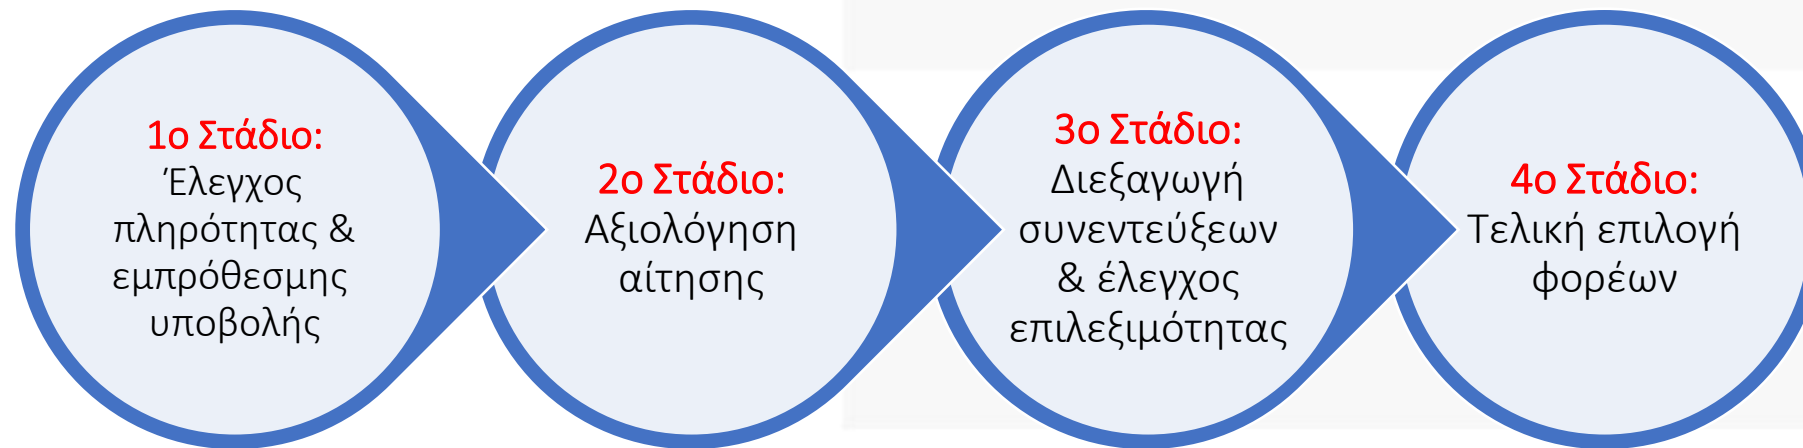 1ο Στάδιο:
Έλεγχος
πληρότητας &
εμπρόθεσμης
υποβολής
2ο Στάδιο:
Αξιολόγηση
αίτησης
3ο Στάδιο:
Διεξαγωγή
συνεντεύξεων
& έλεγχος
επιλεξιμότητας
4ο Στάδιο:
Τελική επιλογή
φορέων